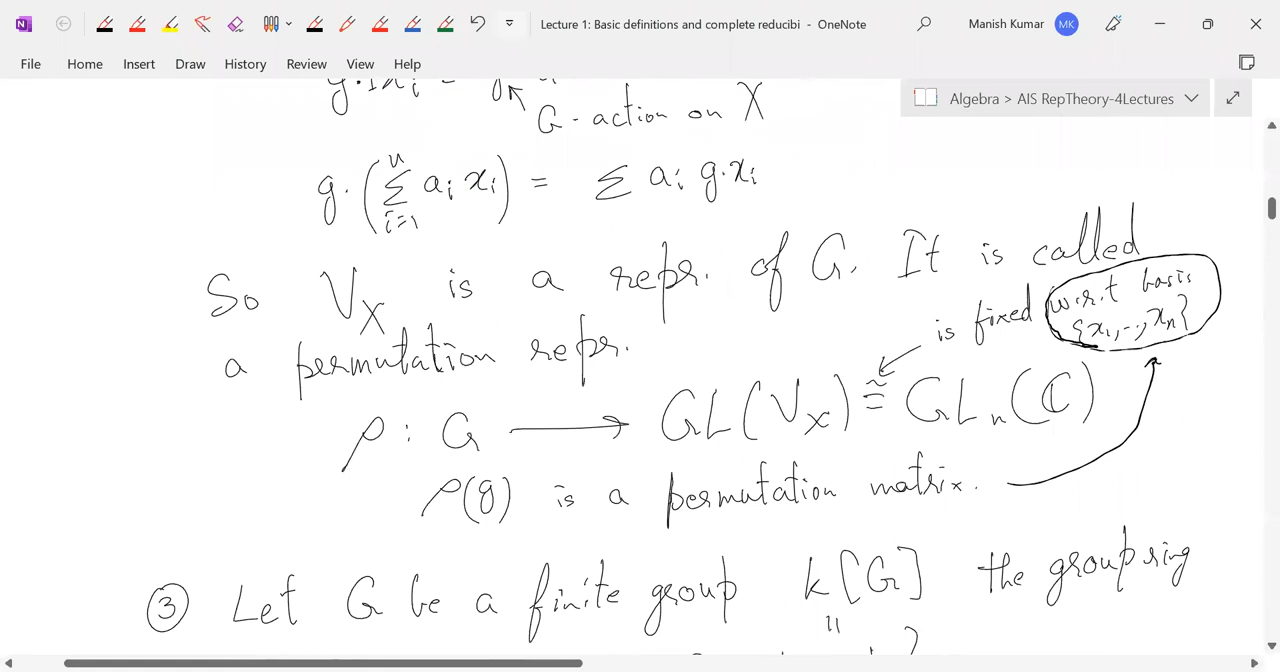 Lecture 1: Basic definitions and complete reducibi - OneNote
Manish Kumar MK
File Home Insert Draw History Review View Help
Algebra > AIS RepTheory-4Lectures
G-action on X
g·(∑_{i=1}^{n} a_i x_i) = ∑ a_i g·x_i
So V_X is a repr. of G. It is called
a permutation repr.
is fixed w.r.t basis
{x_1,--,x_n}
ρ: G ⟶ GL(V_X) ≅ GL_n(ℂ)
ρ(g) is a permutation matrix.
③ Let G be a finite group k[G] the group ring